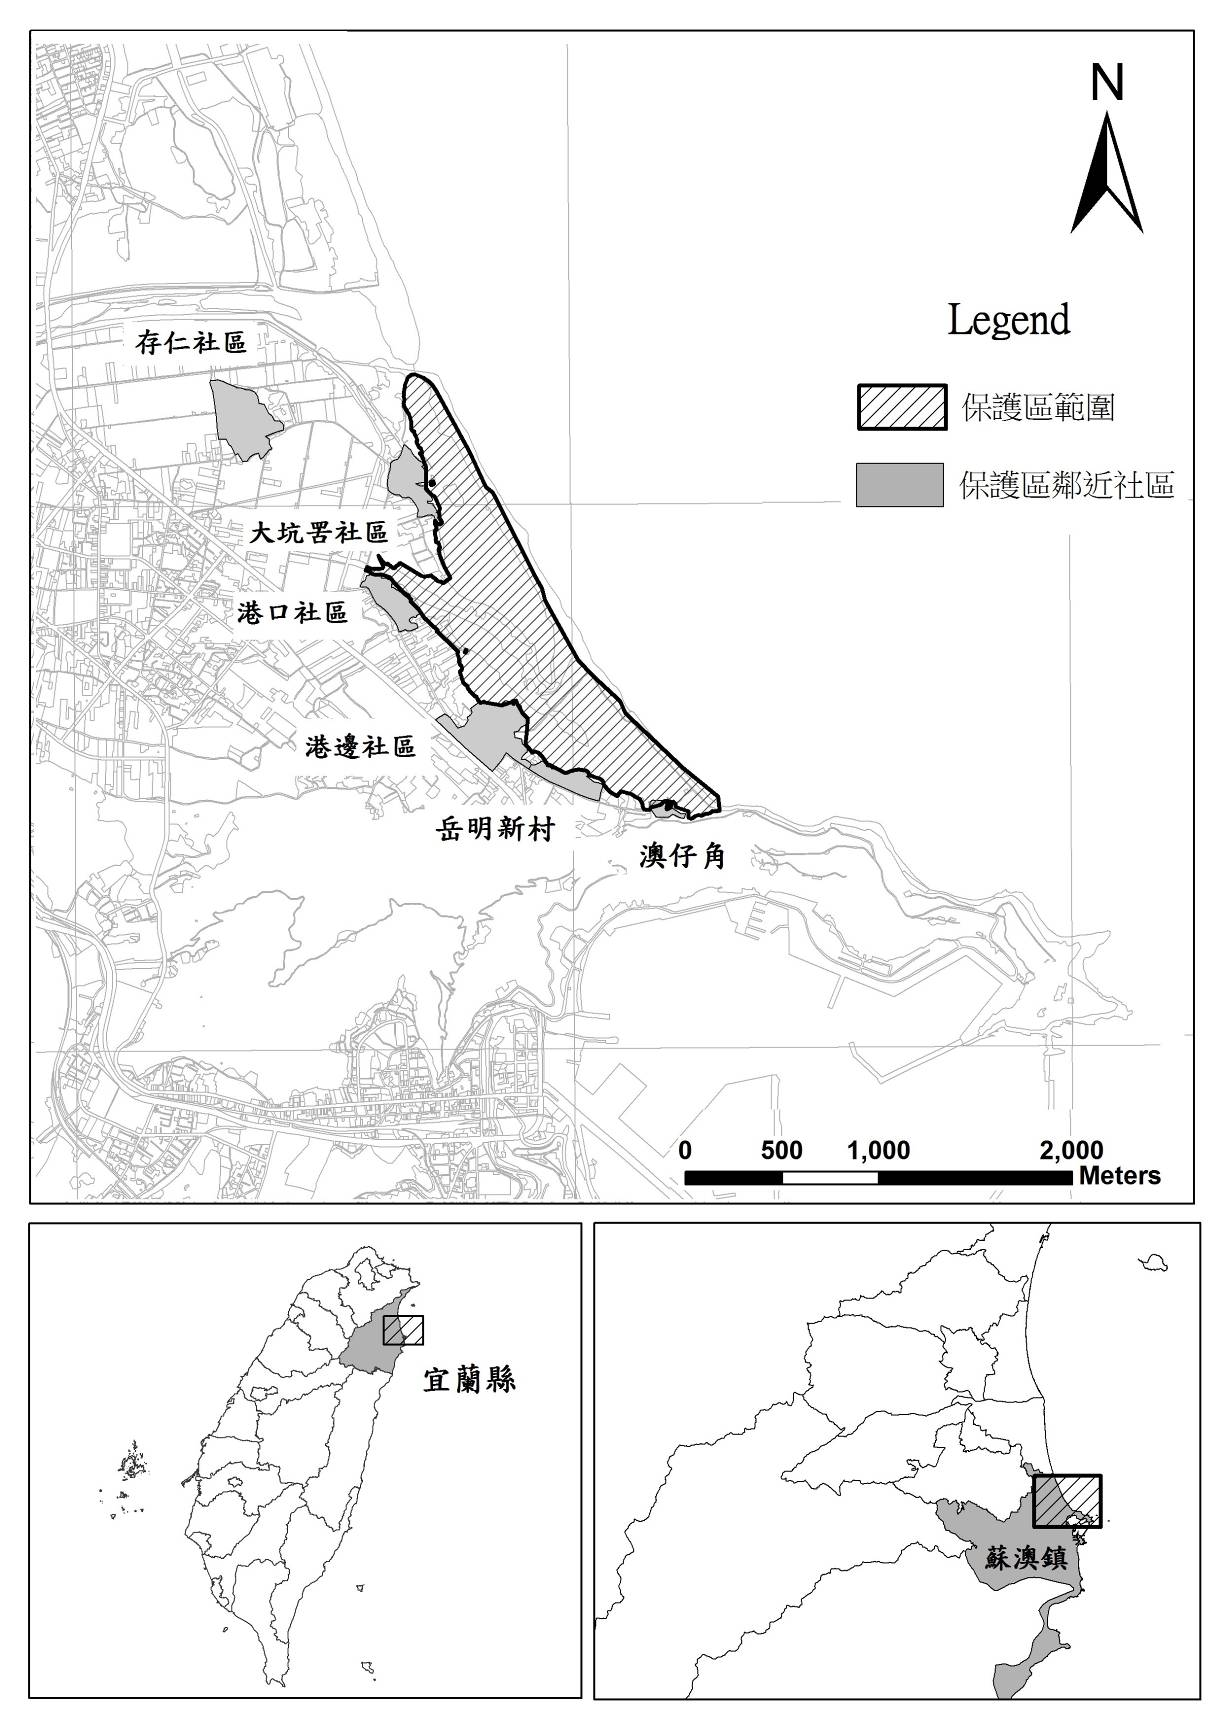 N
Legend
保護區範圍
保護區鄰近社區
存仁社區
大坑罟社區
港口社區
港邊社區
岳明新村
澳仔角
0 500 1,000 2,000
Meters
宜蘭縣
蘇澳鎮